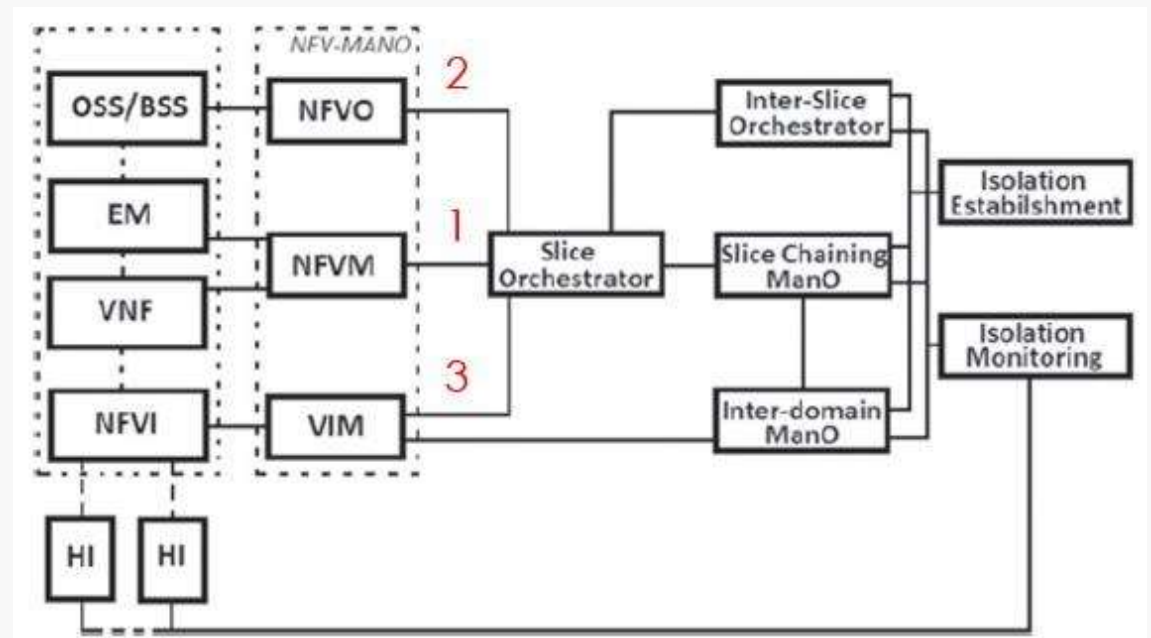 NFV-MANO
2
OSS/BSS
NFVO
Inter-Slice
Orchestrator
Isolation
Estabilshment
EM
1
NFVM
Slice
Orchestrator
Slice Chaining
ManO
VNF
Isolation
Monitoring
3
NFVI
VIM
Inter-domain
ManO
HI
HI